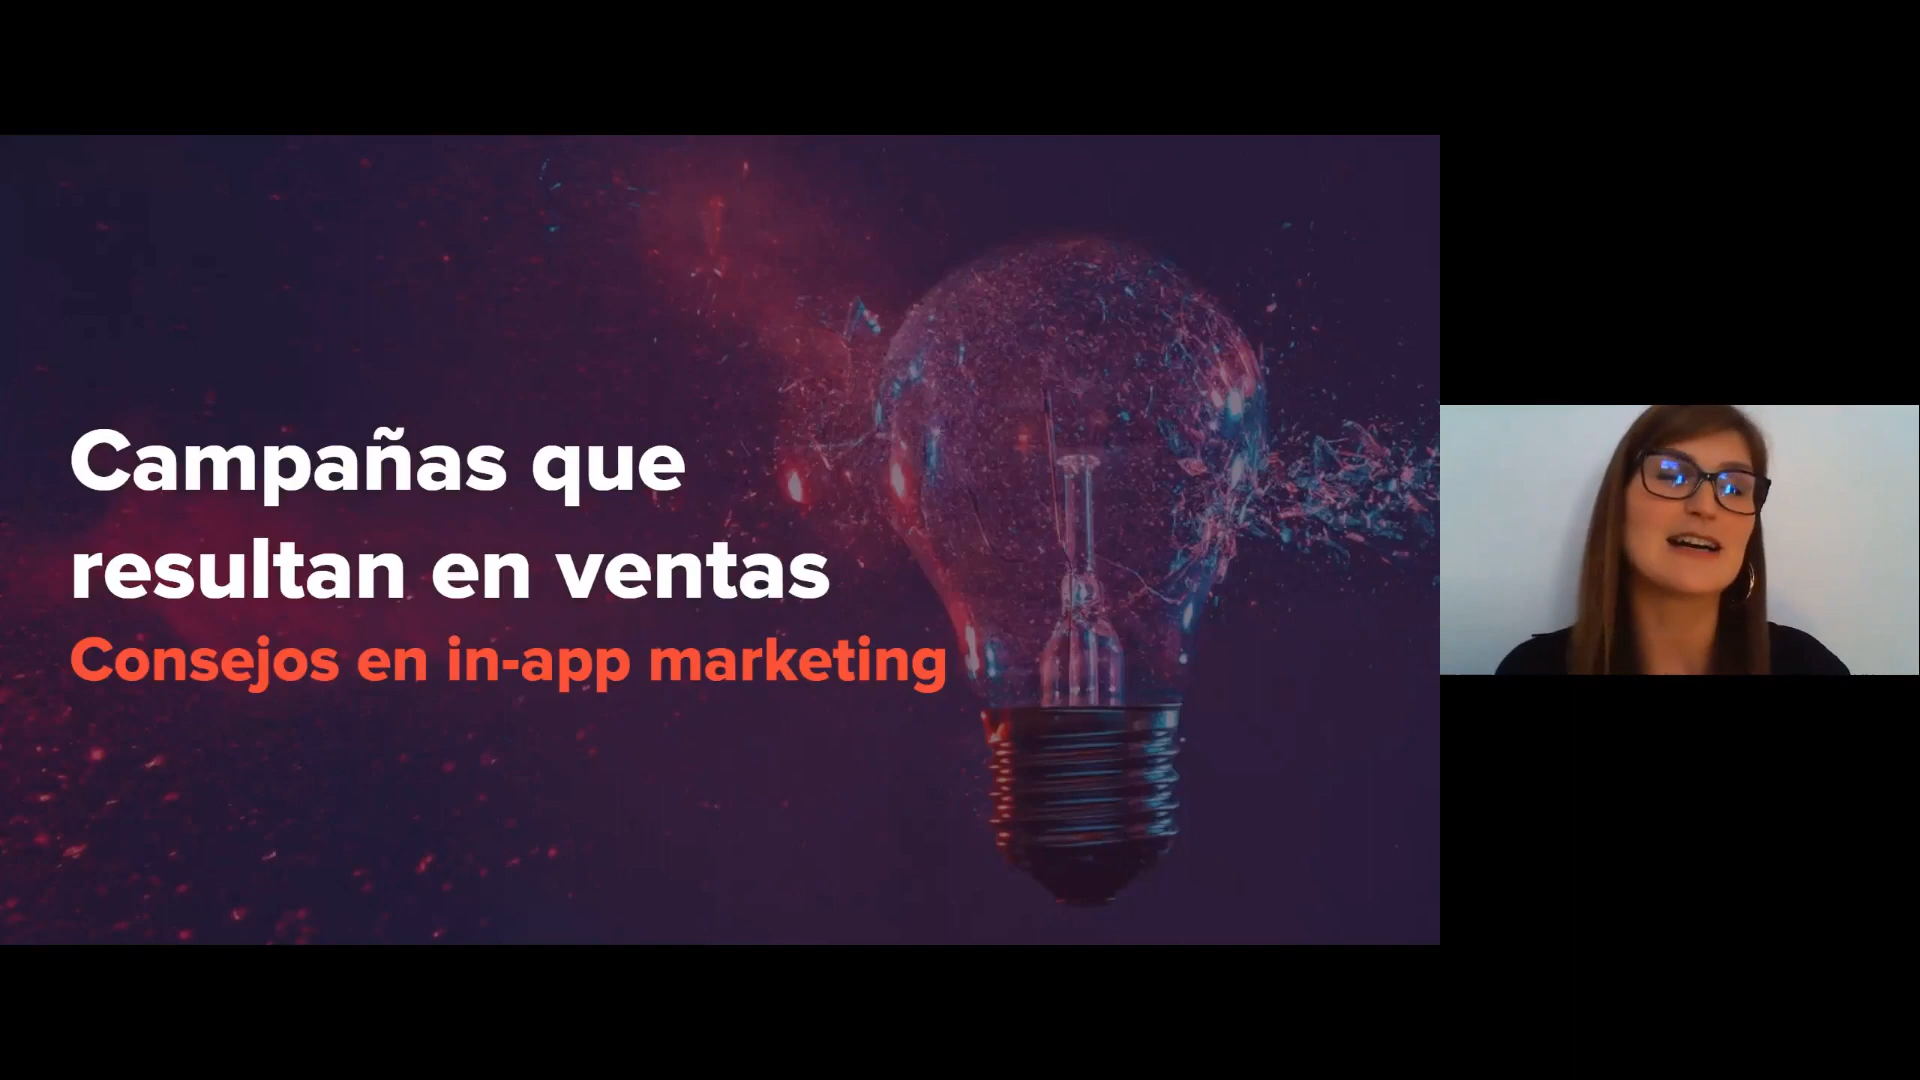 Campañas que
resultan en ventas
Consejos en in-app marketing